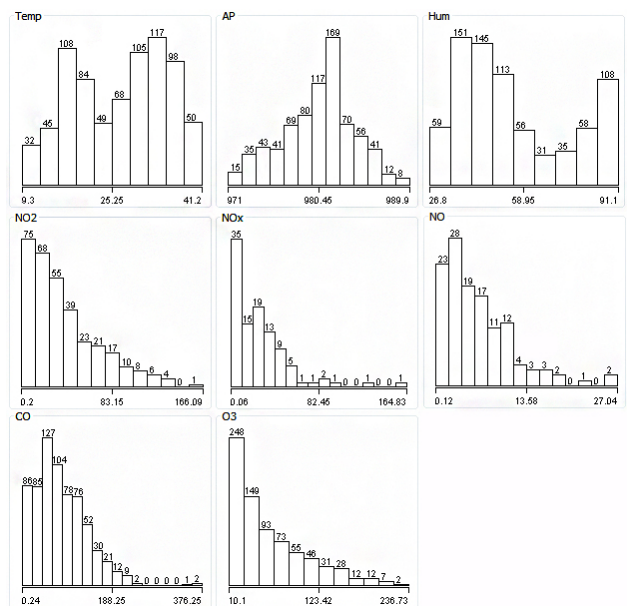 Temp AP Hum
32 45 108 84 49 68 105 117 98 50
15 35 43 41 69 80 117 169 70 56 41 12 8
59 151 145 113 56 31 35 58 108
9.3 25.25 41.2
971 980.45 989.9
26.8 58.95 91.1
NO2 NOx NO
75 68 55 39 23 21 17 10 8 6 4 0 1
35 15 19 13 9 5 1 1 2 1 0 0 1 0 0 1
23 28 19 17 11 12 4 3 3 2 0 1 0 2
0.2 83.15 166.09
0.06 82.45 164.83
0.12 13.58 27.04
CO O3
86 85 127 104 78 76 52 30 21 12 9 2 0 0 0 0 1 2
248 149 93 73 55 46 31 28 12 12 7 2
0.24 188.25 376.25
10.1 123.42 236.73